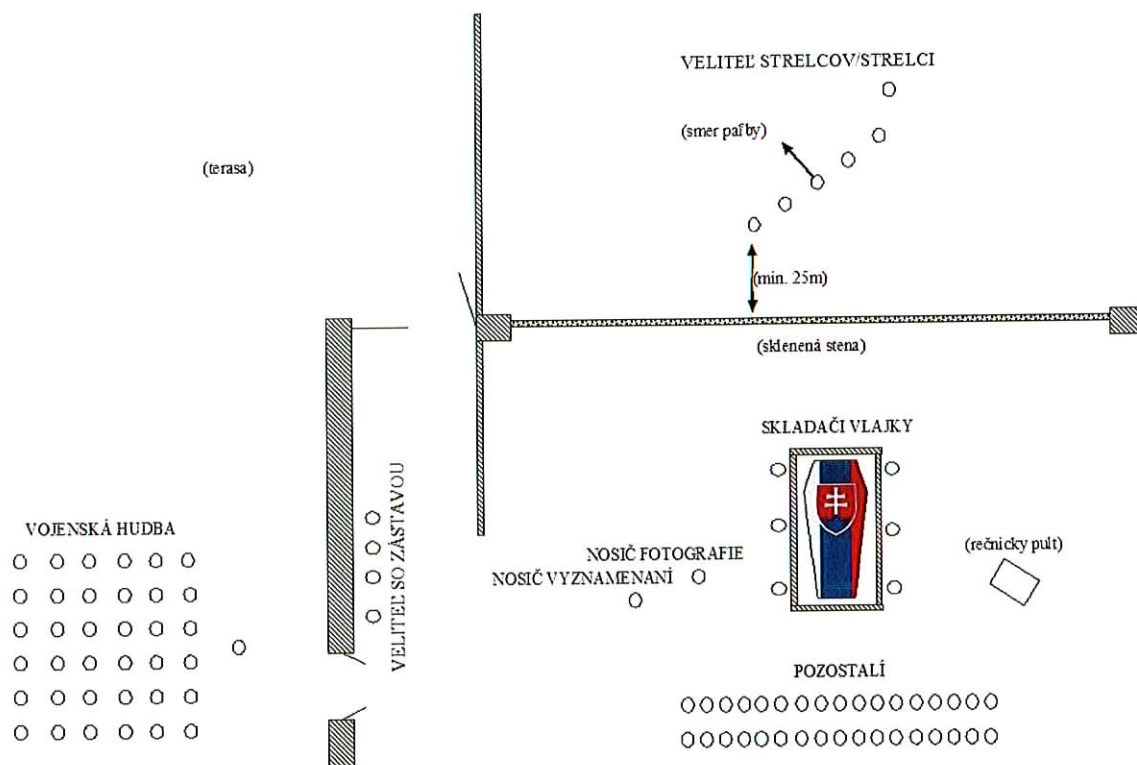 VELITEĽ STRELCOV/STRELCI
(smer paľby)
(terasa)
(min. 25m)
(sklenená stena)
SKLADAČI VLAJKY
VOJENSKÁ HUDBA
VELITEĽ SO ZÁSTAVOU
NOSIČ FOTOGRAFIE
NOSIČ VYZNAMENANÍ
(rečnicky pult)
POZOSTALÍ